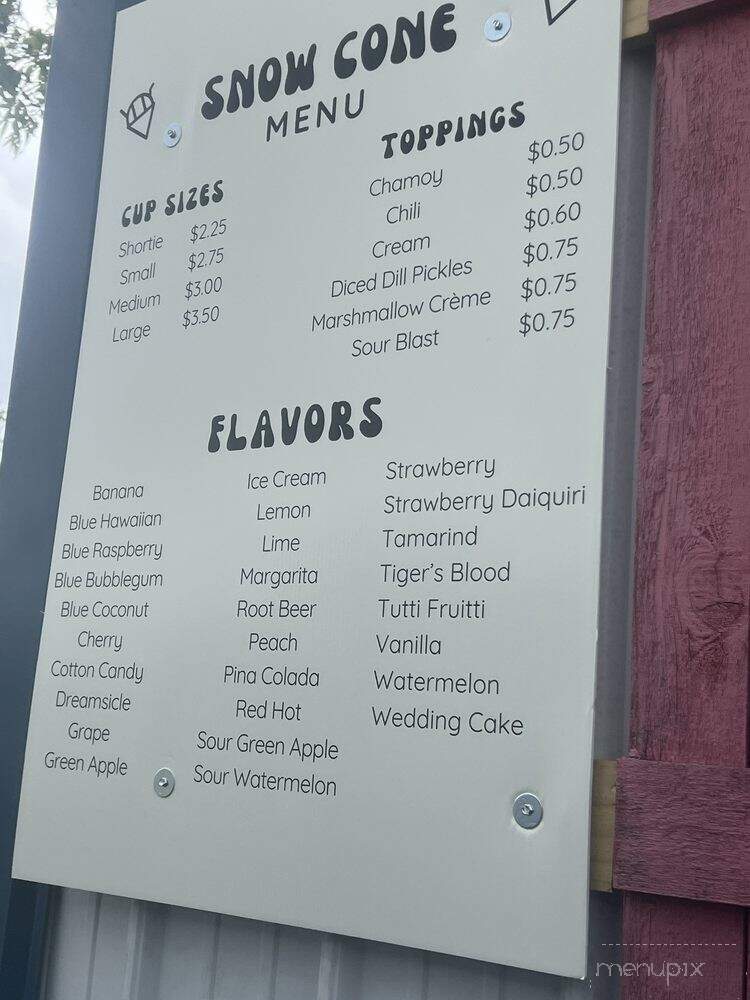 SNOW CONE
MENU
CUP SIZES
Shortie $2.25
Small $2.75
Medium $3.00
Large $3.50
TOPPINGS
Chamoy $0.50
Chili $0.50
Cream $0.60
Diced Dill Pickles $0.75
Marshmallow Crème $0.75
Sour Blast $0.75
FLAVORS
Banana
Blue Hawaiian
Blue Raspberry
Blue Bubblegum
Blue Coconut
Cherry
Cotton Candy
Dreamsicle
Grape
Green Apple
Ice Cream
Lemon
Lime
Margarita
Root Beer
Peach
Pina Colada
Red Hot
Sour Green Apple
Sour Watermelon
Strawberry
Strawberry Daiquiri
Tamarind
Tiger's Blood
Tutti Fruitti
Vanilla
Watermelon
Wedding Cake
menupix